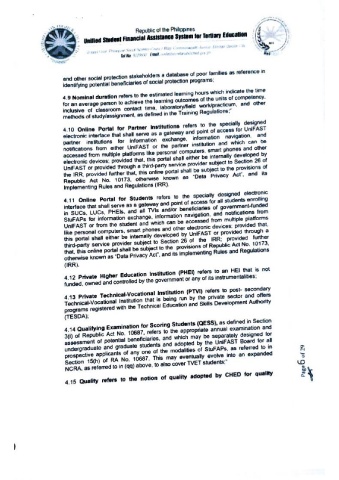 Republic of the Philippines
Unified Student Financial Assistance System for Tertiary Education
and other social protection stakeholders a database of poor families as reference in
identifying potential beneficiaries of social protection programs;
4.9 Nominal duration refers to the estimated learning hours which indicate the time
for an average person to achieve the learning outcomes of the units of competency,
inclusive of classroom contact time, laboratory/field work/practicum, and other
methods of study/assignment, as defined in the Training Regulations;"
4.10 Online Portal for Partner Institutions refers to the specially designed
electronic interface that shall serve as a gateway and point of access for UniFAST
partner institutions for information exchange, information navigation, and
notifications from either UniFAST or the partner institution and which can be
accessed from multiple platforms like personal computers, smart phones and other
electronic devices; provided that, this portal shall either be internally developed by
UniFAST or provided through a third-party service provider subject to Section 26 of
the IRR, provided further that, this online portal shall be subject to the provisions of
Republic Act No. 10173, otherwise known as "Data Privacy Act", and its
Implementing Rules and Regulations (IRR).
4.11 Online Portal for Students refers to the specially designed electronic
interface that shall serve as a gateway and point of access for all students enrolling
in SUCs, LUCs, PHEIs, and all TVIs and/or beneficiaries of government-funded
StuFAPs for information exchange, information navigation, and notifications from
UniFAST or from the student and which can be accessed from multiple platforms
like personal computers, smart phones and other electronic devices; provided that,
this portal shall either be internally developed by UniFAST or provided through a
third-party service provider subject to Section 26 of the IRR; provided further
that, this online portal shall be subject to the provisions of Republic Act No. 10173,
otherwise known as "Data Privacy Act", and its Implementing Rules and Regulations
(IRR).
4.12 Private Higher Education Institution (PHEI) refers to an HEI that is not
funded, owned and controlled by the government or any of its instrumentalities;
4.13 Private Technical-Vocational Institution (PTVI) refers to post- secondary
Technical-Vocational Institution that is being run by the private sector and offers
programs registered with the Technical Education and Skills Development Authority
(TESDA);
4.14 Qualifying Examination for Scoring Students (QESS), as defined in Section
3(l) of Republic Act No. 10687, refers to the appropriate annual examination and
assessment of potential beneficiaries, and which may be separately designed for
undergraduate and graduate students and adopted by the UniFAST Board for all
prospective applicants of any one of the modalities of StuFAPs, as referred to in
Section 15(h) of RA No. 10687. This may eventually evolve into an expanded
NCRA, as referred to in (qq) above, to also cover TVET students;"
4.15 Quality refers to the notion of quality adopted by CHED for quality
Page 6 of 29